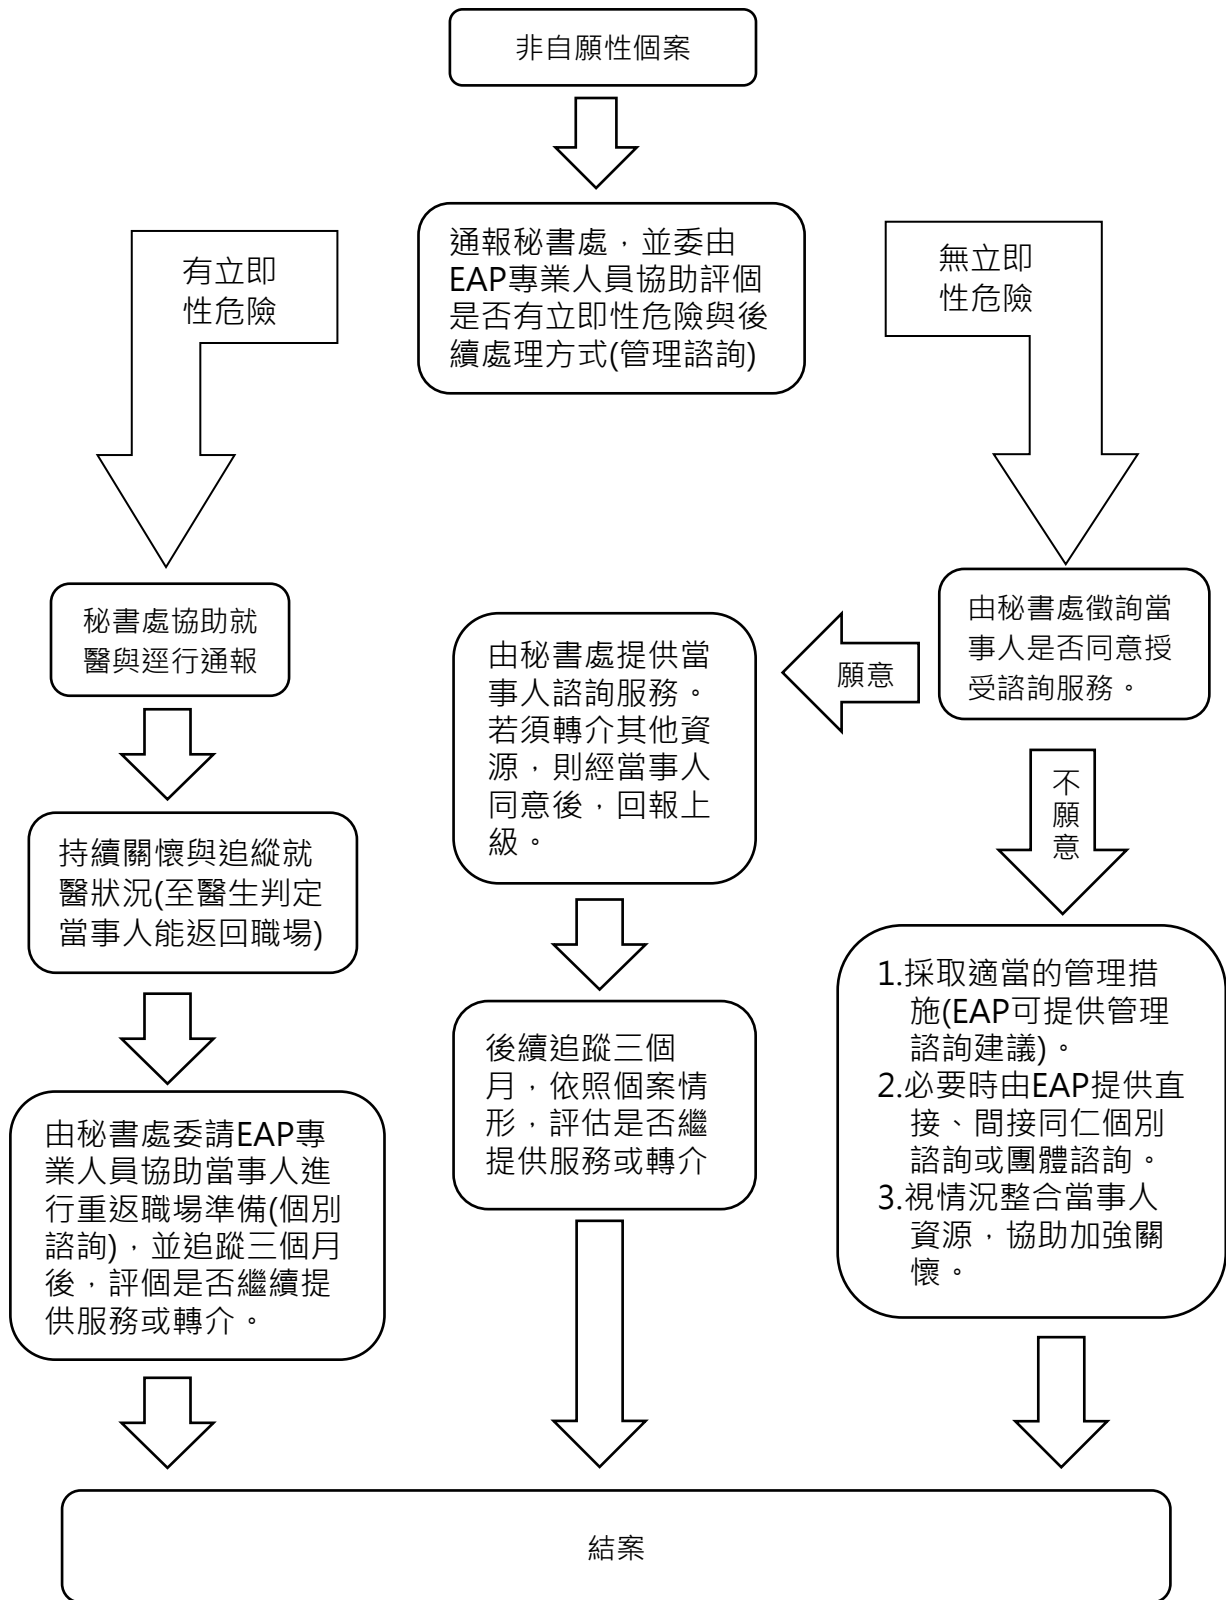 非自願性個案
通報秘書處，並委由
EAP專業人員協助評個
是否有立即性危險與後
續處理方式(管理諮詢)
有立即
性危險
無立即
性危險
秘書處協助就
醫與逕行通報
持續關懷與追縱就
醫狀況(至醫生判定
當事人能返回職場)
由秘書處委請EAP專
業人員協助當事人進
行重返職場準備(個別
諮詢)，並追蹤三個月
後，評個是否繼續提
供服務或轉介。
由秘書處徵詢當
事人是否同意授
受諮詢服務。
願意
由秘書處提供當
事人諮詢服務。
若須轉介其他資
源，則經當事人
同意後，回報上
級。
後續追蹤三個
月，依照個案情
形，評估是否繼
提供服務或轉介
不
願
意
1.採取適當的管理措
施(EAP可提供管理
諮詢建議)。
2.必要時由EAP提供直
接、間接同仁個別
諮詢或團體諮詢。
3.視情況整合當事人
資源，協助加強關
懷。
結案